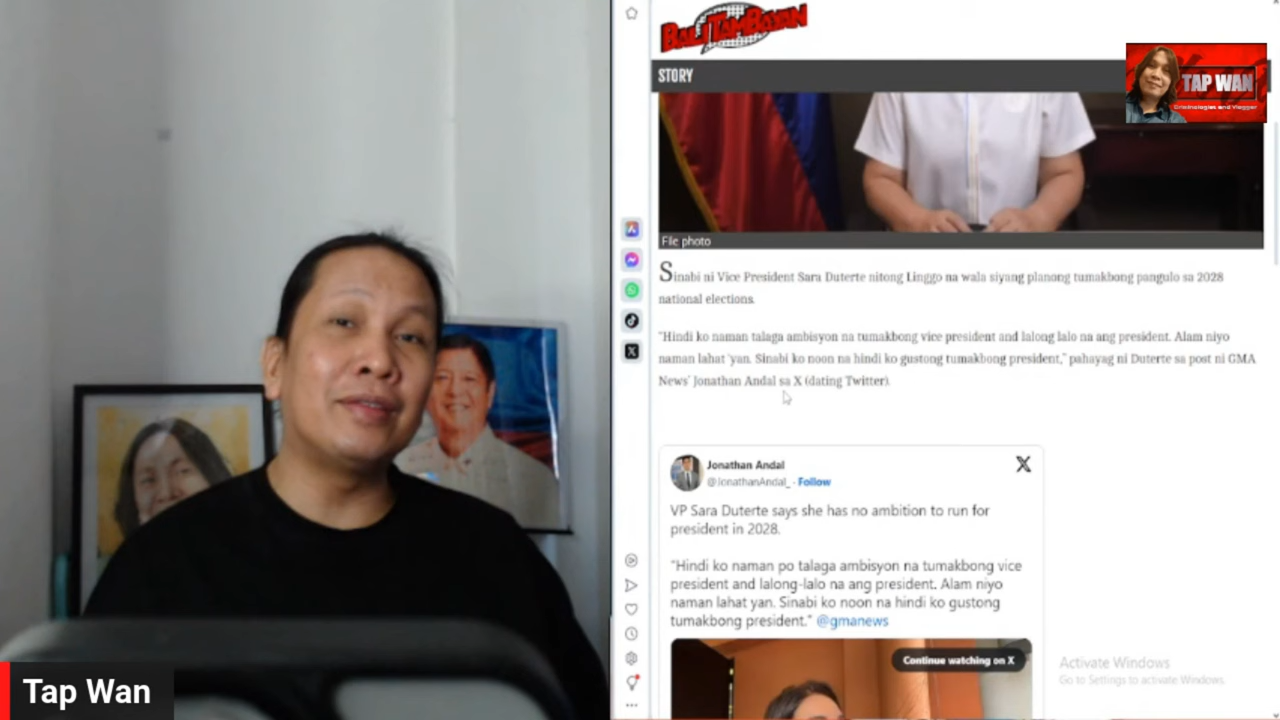 BALITAMBAYAN
STORY
TAP WAN
Criminologist and Vlogger
File photo
Sinabi ni Vice President Sara Duterte nitong Linggo na wala siyang planong tumakbong pangulo sa 2028
national elections.
"Hindi ko naman talaga ambisyon na tumakbong vice president and lalong lalo na ang president. Alam niyo
naman lahat 'yan. Sinabi ko noon na hindi ko gustong tumakbong president," pahayag ni Duterte sa post ni GMA
News' Jonathan Andal sa X (dating Twitter).
Jonathan Andal
@JonathanAndal_ · Follow
VP Sara Duterte says she has no ambition to run for
president in 2028.
"Hindi ko naman po talaga ambisyon na tumakbong vice
president and lalong-lalo na ang president. Alam niyo
naman lahat yan. Sinabi ko noon na hindi ko gustong
tumakbong president." @gmanews
Continue watching on X
Activate Windows
Go to Settings to activate Windows.
Tap Wan